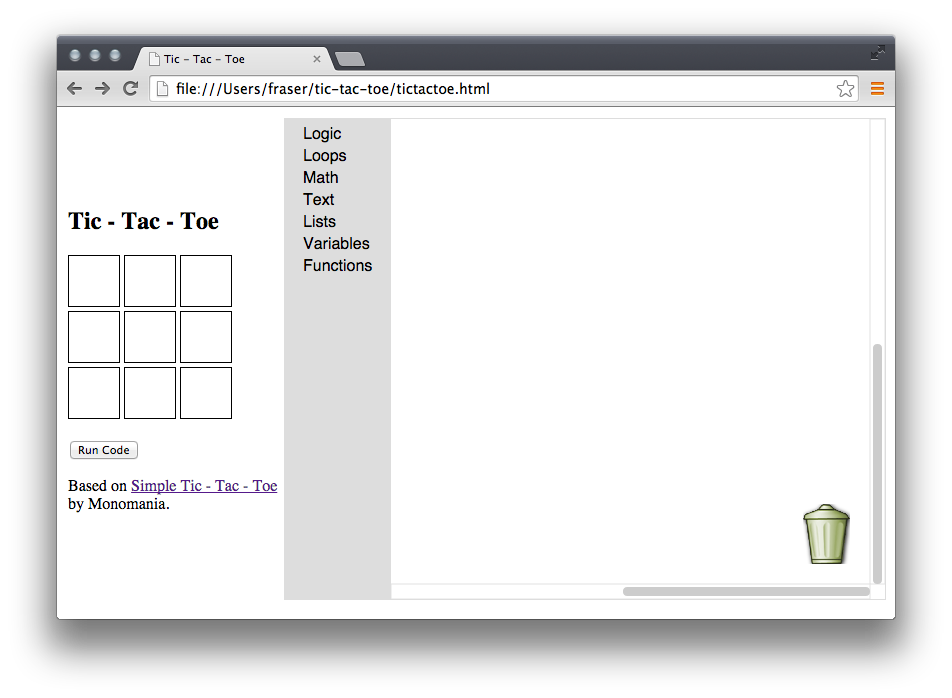 Tic - Tac - Toe
file:///Users/fraser/tic-tac-toe/tictactoe.html
Tic - Tac - Toe
Run Code
Based on Simple Tic - Tac - Toe
by Monomania.
Logic
Loops
Math
Text
Lists
Variables
Functions